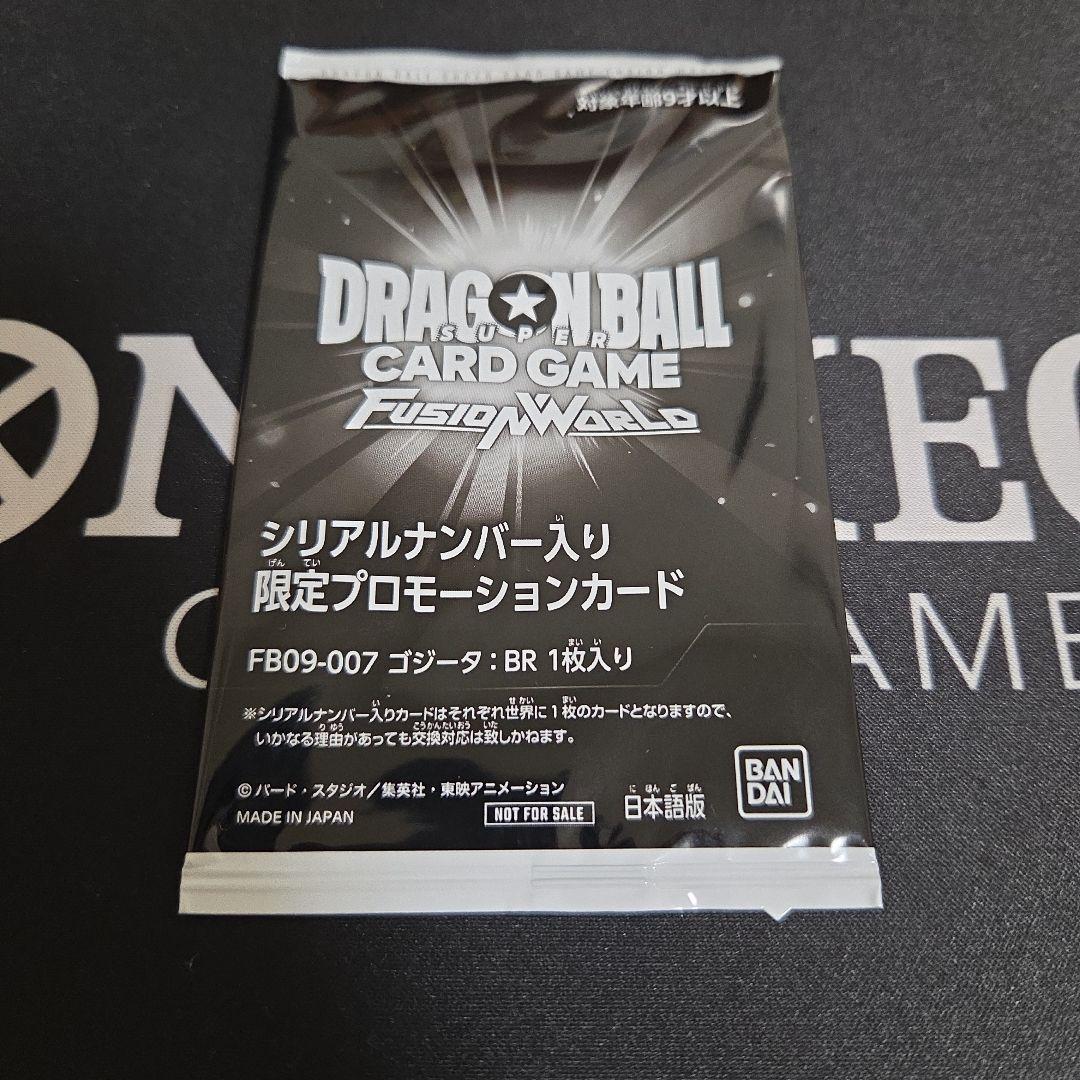 対象年齢9才以上
DRAGON BALL
SUPER
CARD GAME
FUSION WORLD
シリアルナンバー入り
限定プロモーションカード
FB09-007 ゴジータ：BR 1枚入り
※シリアルナンバー入りカードはそれぞれ世界に1枚のカードとなりますので、
いかなる理由があっても交換対応は致しかねます。
©バード・スタジオ／集英社・東映アニメーション
MADE IN JAPAN
NOT FOR SALE
日本語版
BAN
DAI